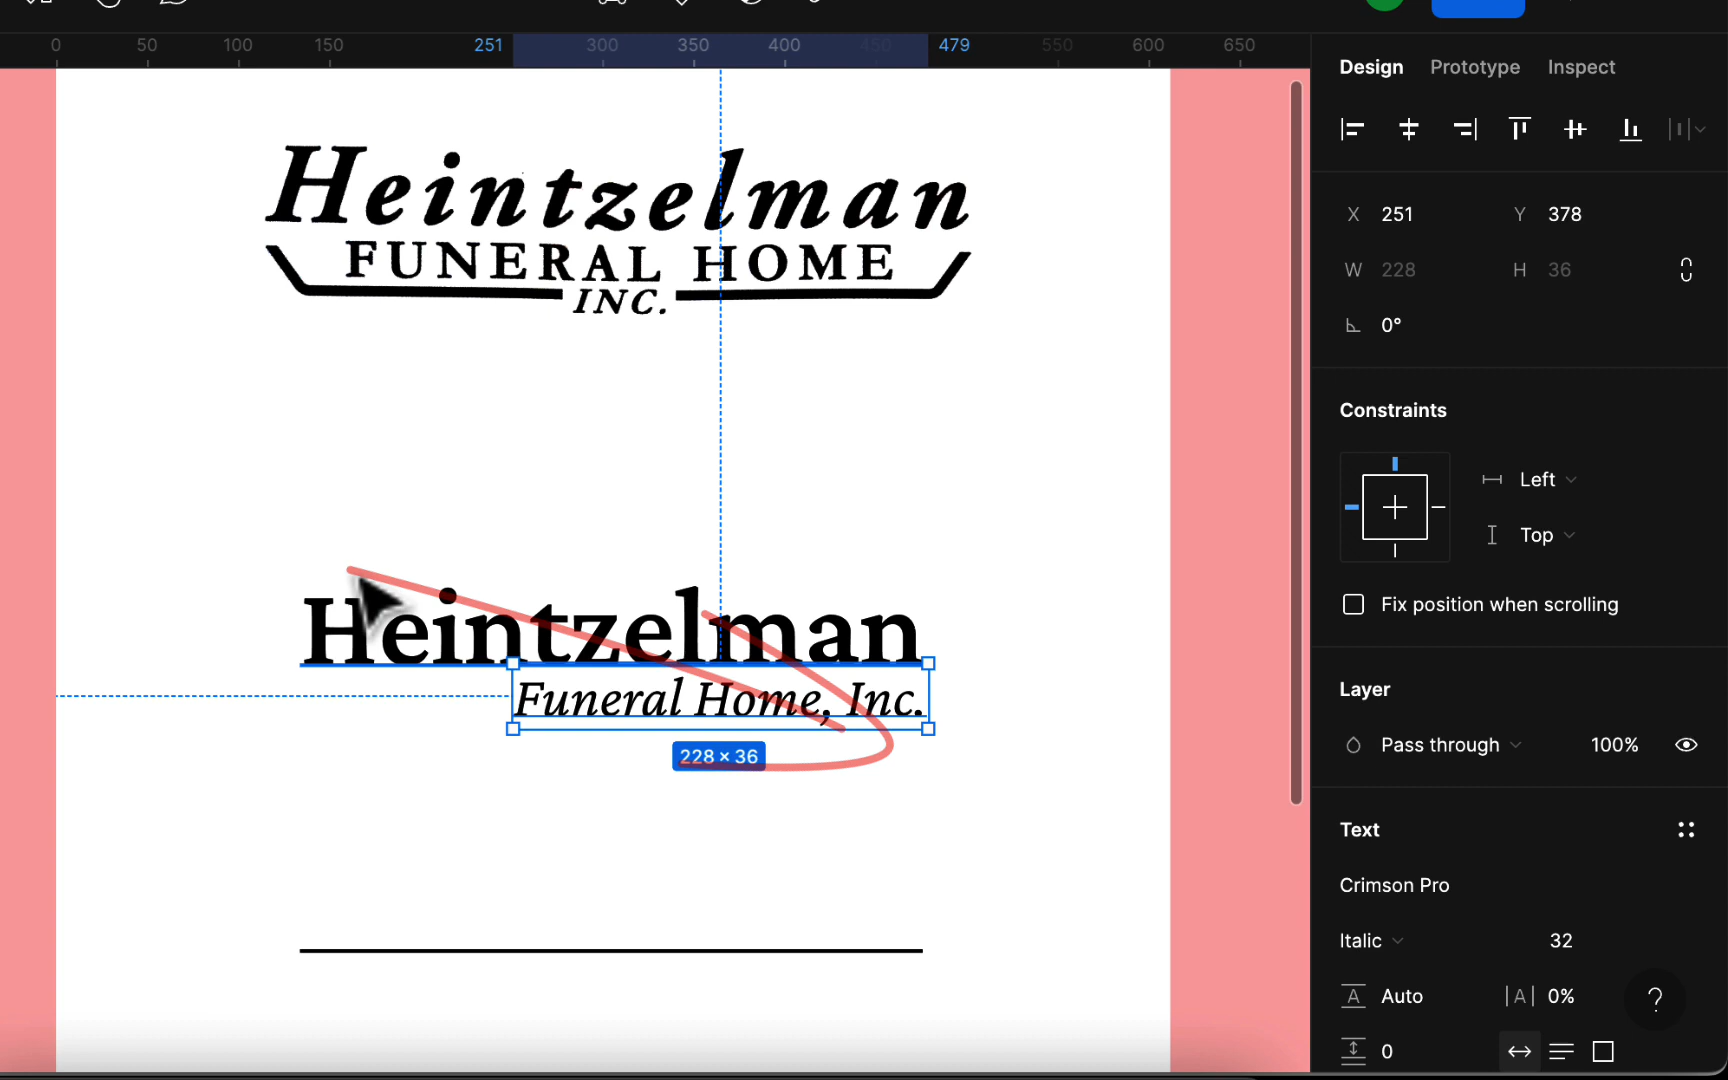 0 50 100 150 251 300 350 400 450 479 550 600 650
Design Prototype Inspect
Heintzelman
FUNERAL HOME
INC.
X 251 Y 378
W 228 H 36
0°
Constraints
Left
Top
Fix position when scrolling
Heintzelman
Funeral Home, Inc.
228 × 36
Layer
Pass through 100%
Text
Crimson Pro
Italic 32
A Auto |A| 0%
0
?